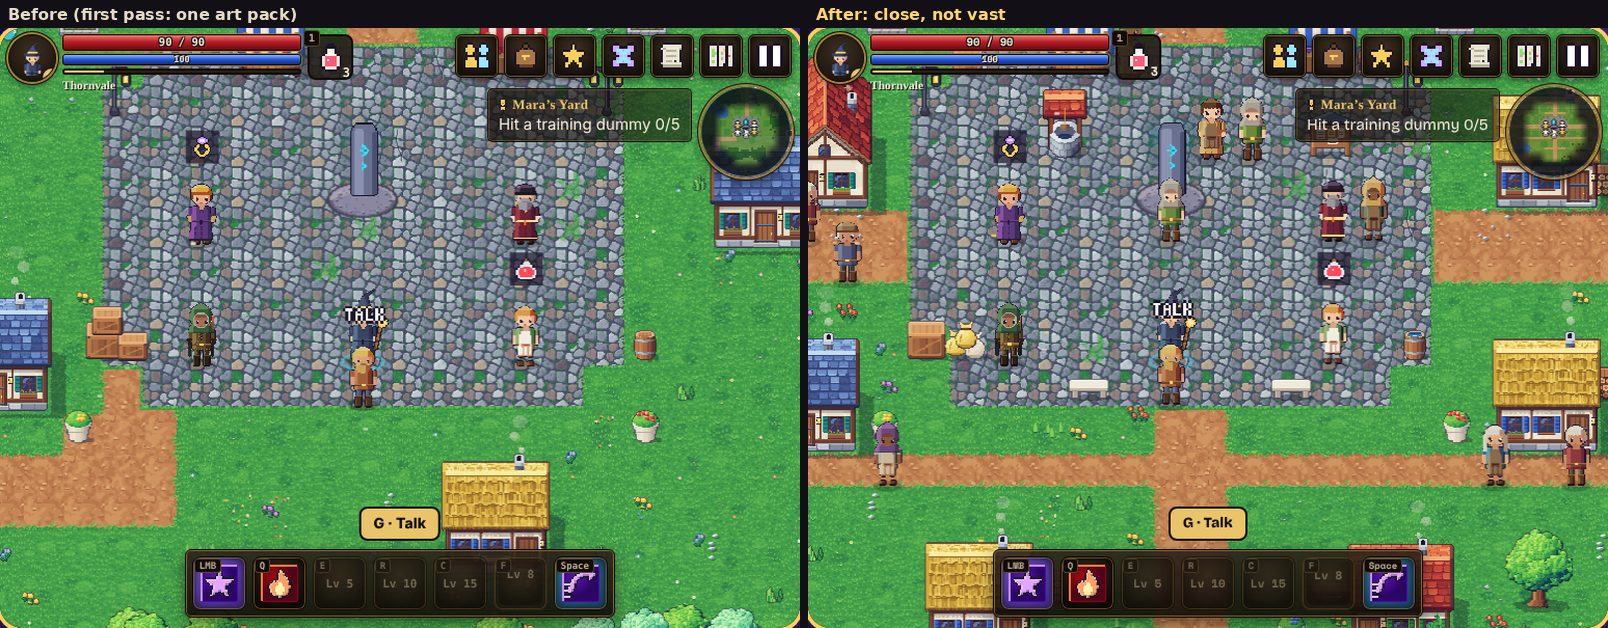 Before (first pass: one art pack)
90 / 90
100
1
3
Thornvale
! Mara's Yard
Hit a training dummy 0/5
TALK
G · Talk
LMB
Q
E
R
C
F
Space
Lv 5
Lv 10
Lv 15
Lv 8
After: close, not vast
90 / 90
100
1
3
Thornvale
! Mara's Yard
Hit a training dummy 0/5
TALK
G · Talk
LMB
Q
E
R
C
F
Space
Lv 5
Lv 10
Lv 15
Lv 8